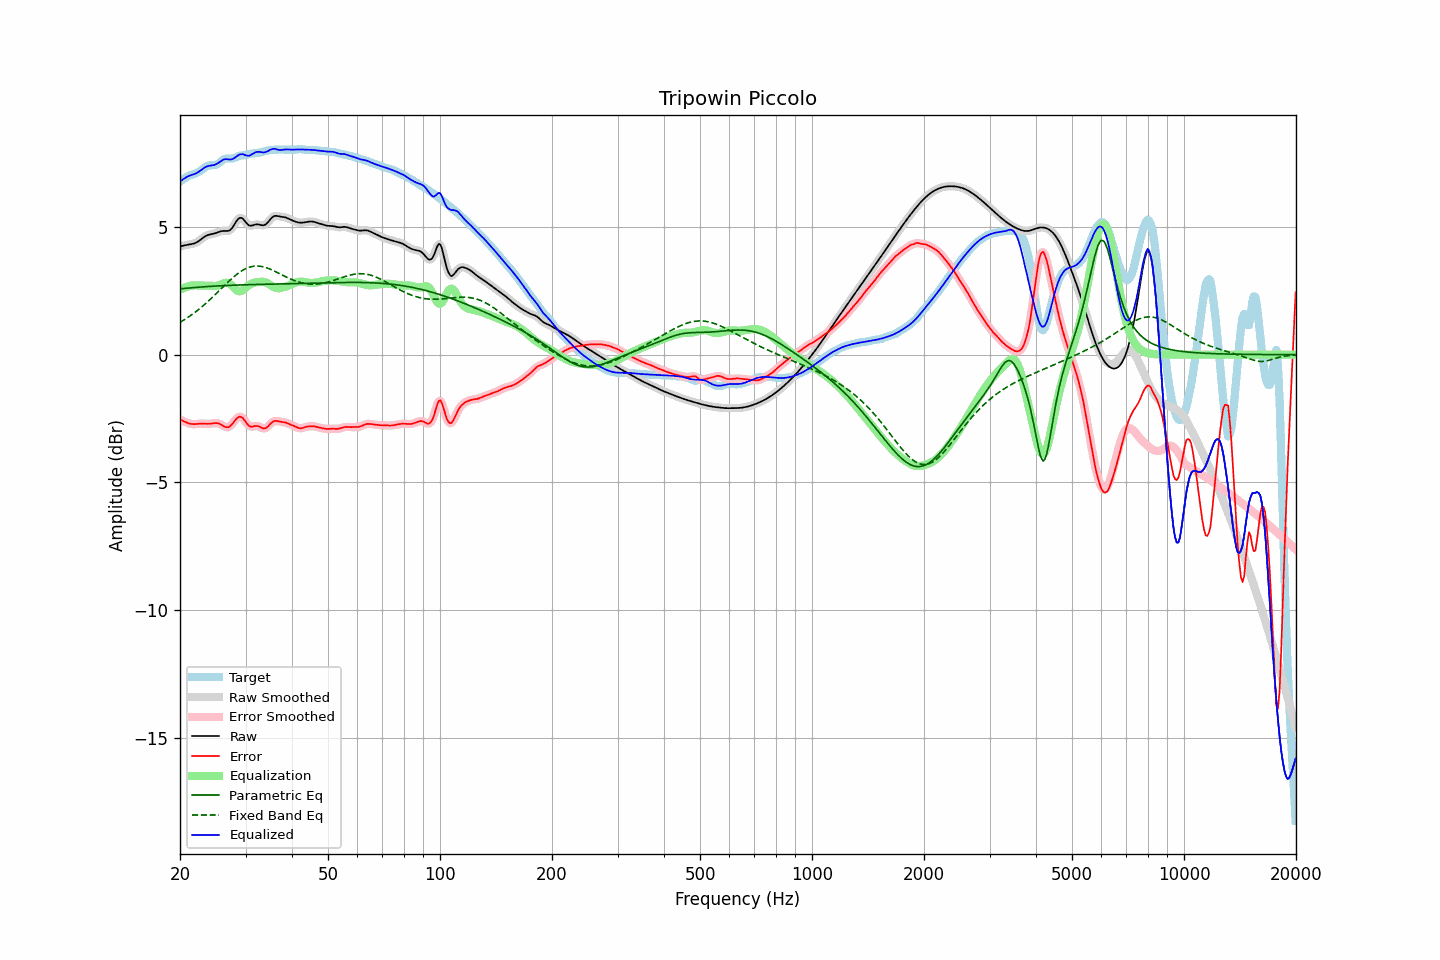 Tripowin Piccolo
Amplitude (dBr)
5
0
−5
−10
−15
Target
Raw Smoothed
Error Smoothed
Raw
Error
Equalization
Parametric Eq
Fixed Band Eq
Equalized
20 50 100 200 500 1000 2000 5000 10000 20000
Frequency (Hz)